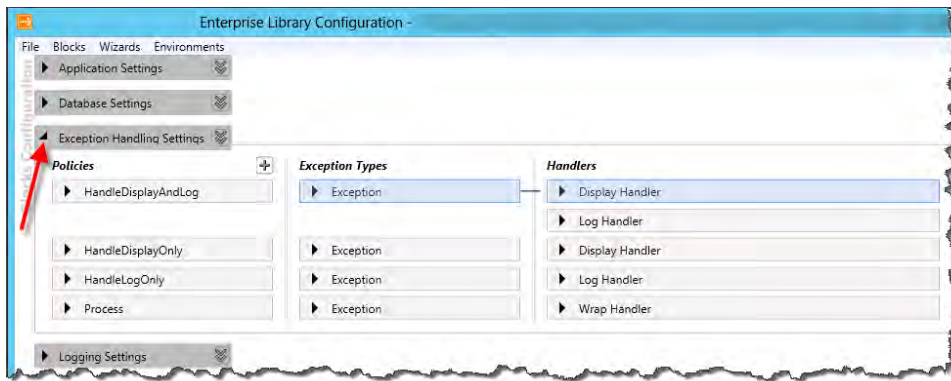 Enterprise Library Configuration -
File Blocks Wizards Environments
Application Settings
Database Settings
Exception Handling Settings
Blocks Configuration
Policies Exception Types Handlers
HandleDisplayAndLog Exception Display Handler
Log Handler
HandleDisplayOnly Exception Display Handler
HandleLogOnly Exception Log Handler
Process Exception Wrap Handler
Logging Settings